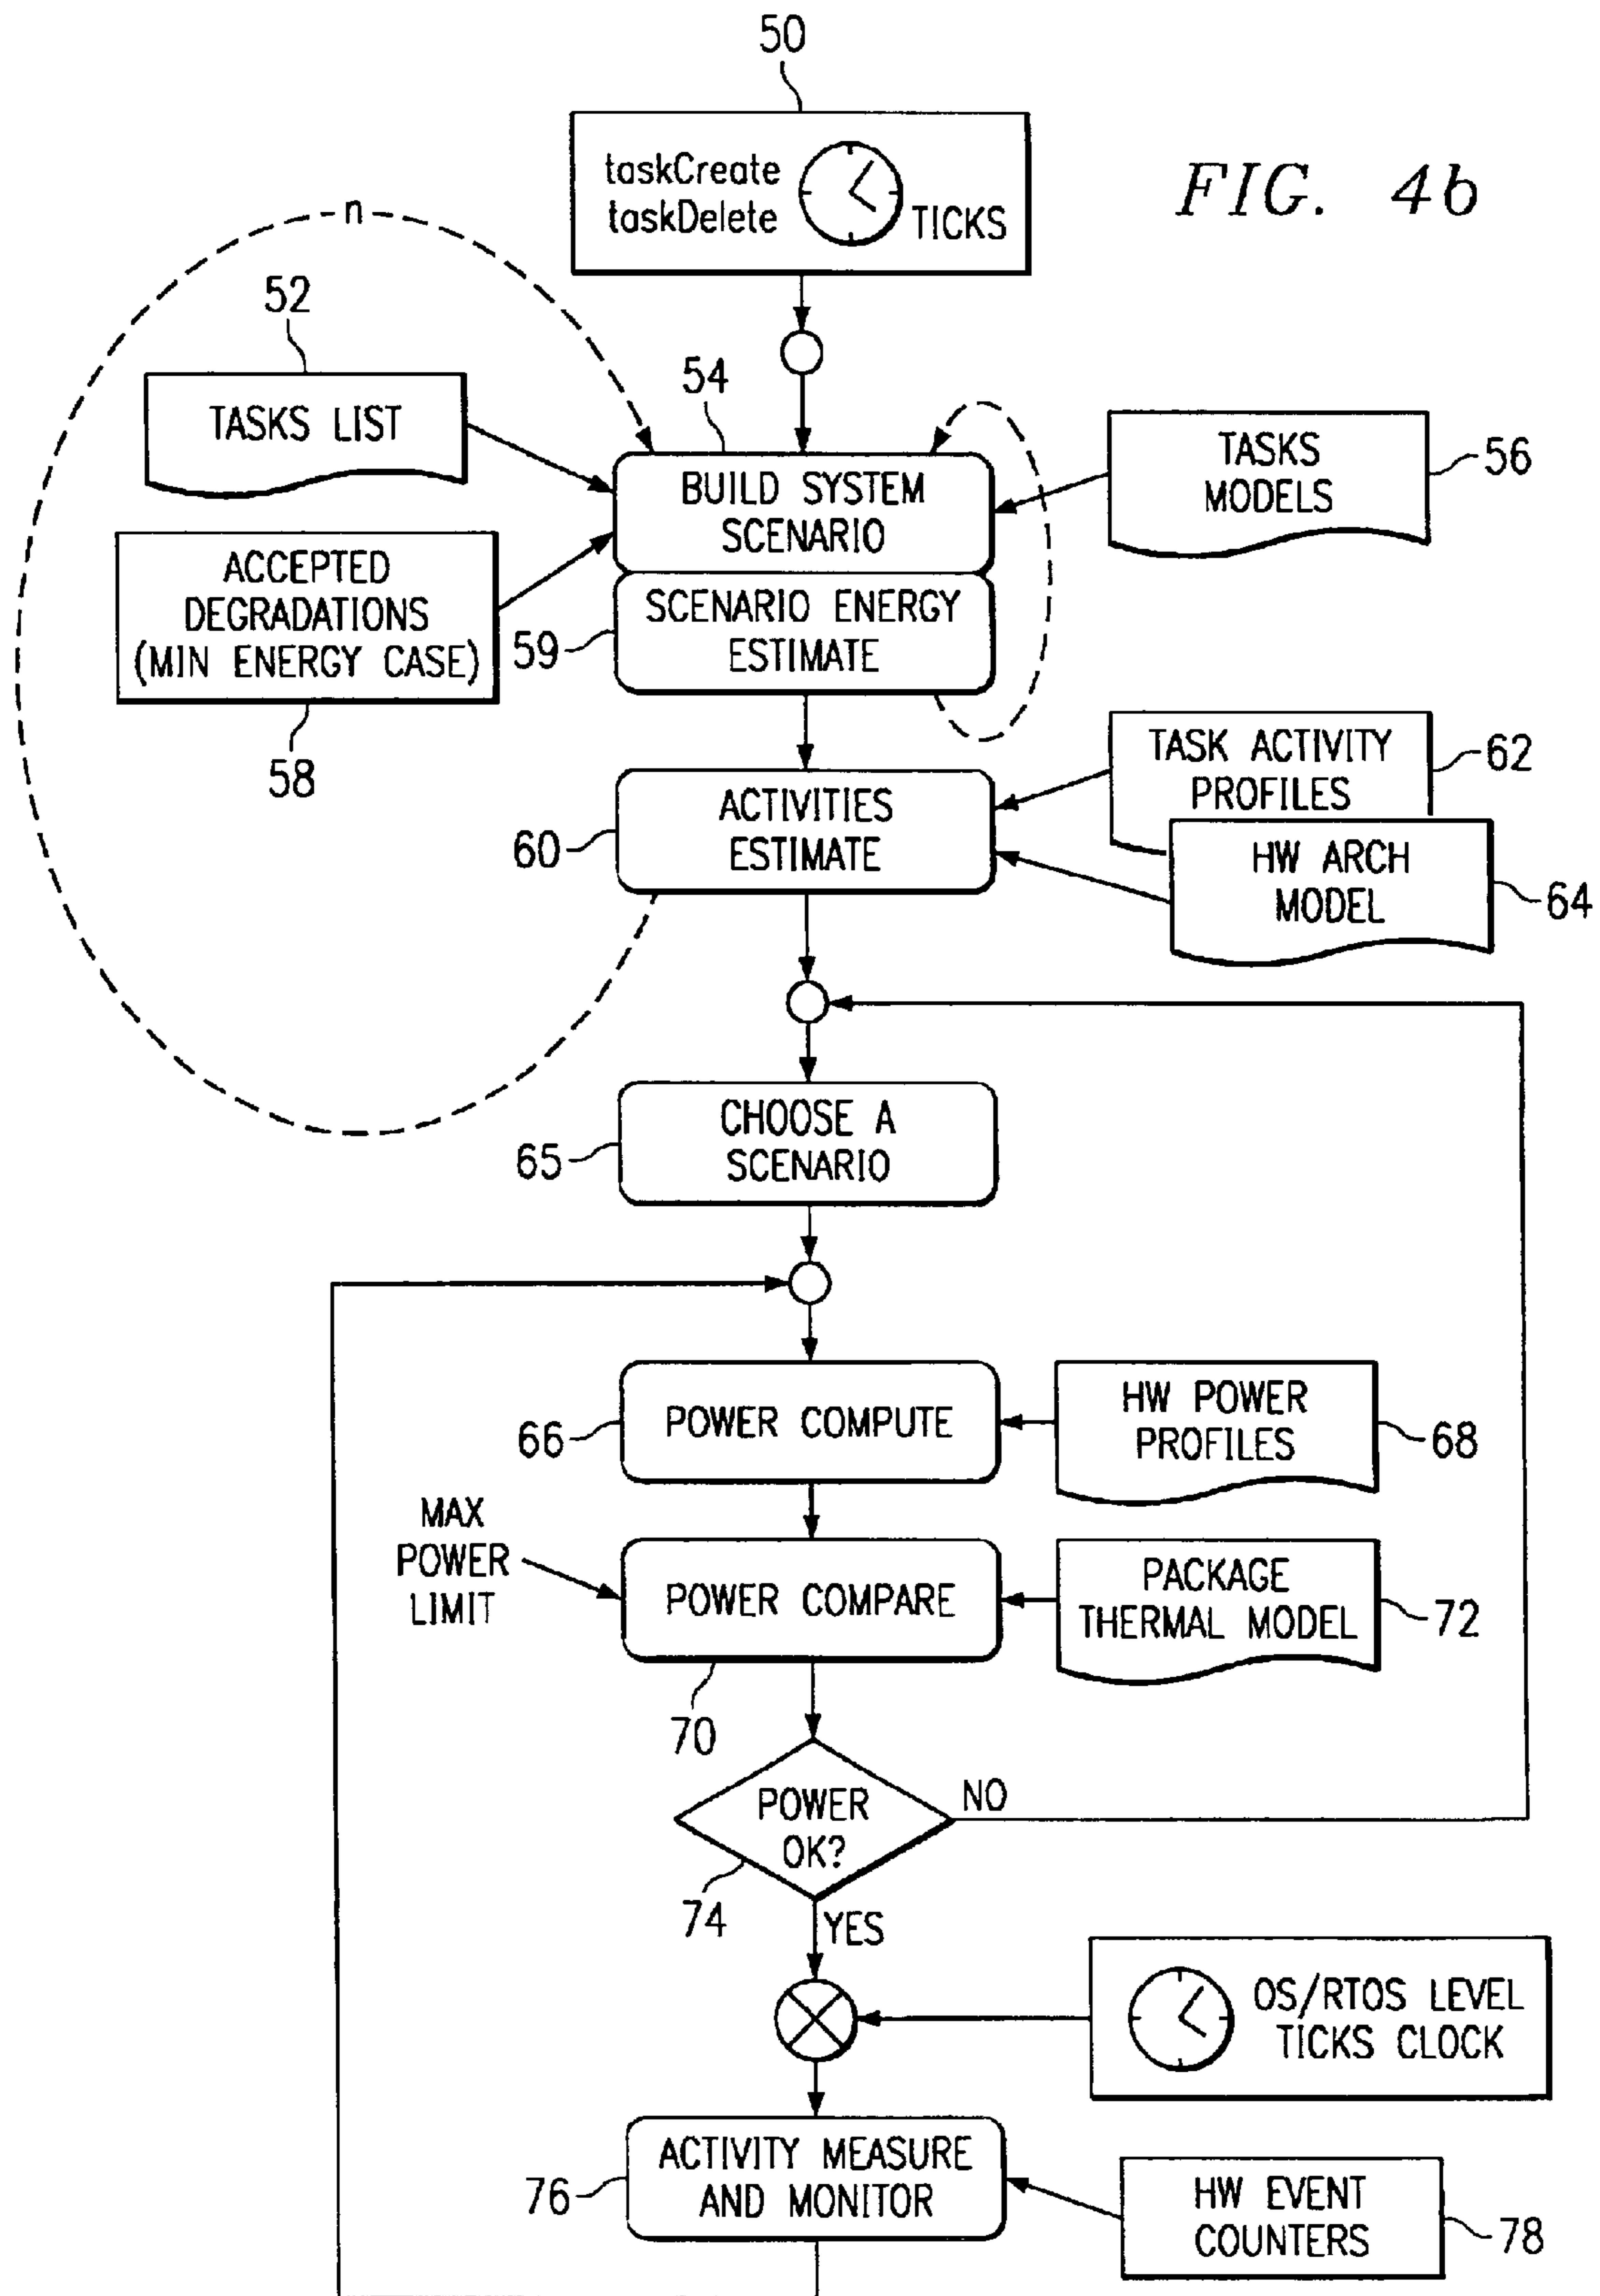 50
taskCreate
taskDelete
TICKS
FIG. 4b
n
52
TASKS LIST
54
BUILD SYSTEM
SCENARIO
TASKS
MODELS
56
ACCEPTED
DEGRADATIONS
(MIN ENERGY CASE)
58
59
SCENARIO ENERGY
ESTIMATE
60
ACTIVITIES
ESTIMATE
TASK ACTIVITY
PROFILES
62
HW ARCH
MODEL
64
65
CHOOSE A
SCENARIO
66
POWER COMPUTE
HW POWER
PROFILES
68
MAX
POWER
LIMIT
POWER COMPARE
70
PACKAGE
THERMAL MODEL
72
POWER
OK?
74
NO
YES
OS/RTOS LEVEL
TICKS CLOCK
76
ACTIVITY MEASURE
AND MONITOR
HW EVENT
COUNTERS
78